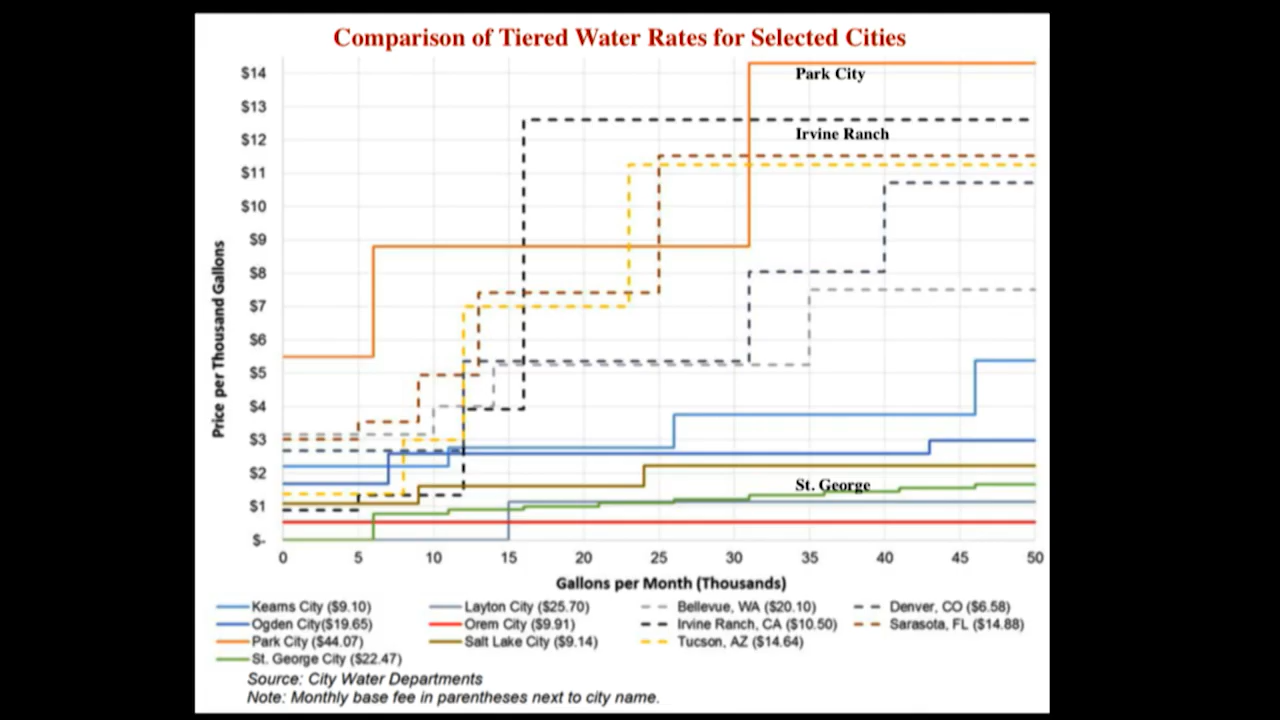 Comparison of Tiered Water Rates for Selected Cities
$14
Park City
$13
Irvine Ranch
$12
$11
$10
$9
$8
$7
$6
$5
$4
$3
$2
St. George
$1
$-
Price per Thousand Gallons
0 5 10 15 20 25 30 35 40 45 50
Gallons per Month (Thousands)
Kearns City ($9.10) Layton City ($25.70) Bellevue, WA ($20.10) Denver, CO ($6.58)
Ogden City($19.65) Orem City ($9.91) Irvine Ranch, CA ($10.50) Sarasota, FL ($14.88)
Park City ($44.07) Salt Lake City ($9.14) Tucson, AZ ($14.64)
St. George City ($22.47)
Source: City Water Departments
Note: Monthly base fee in parentheses next to city name.